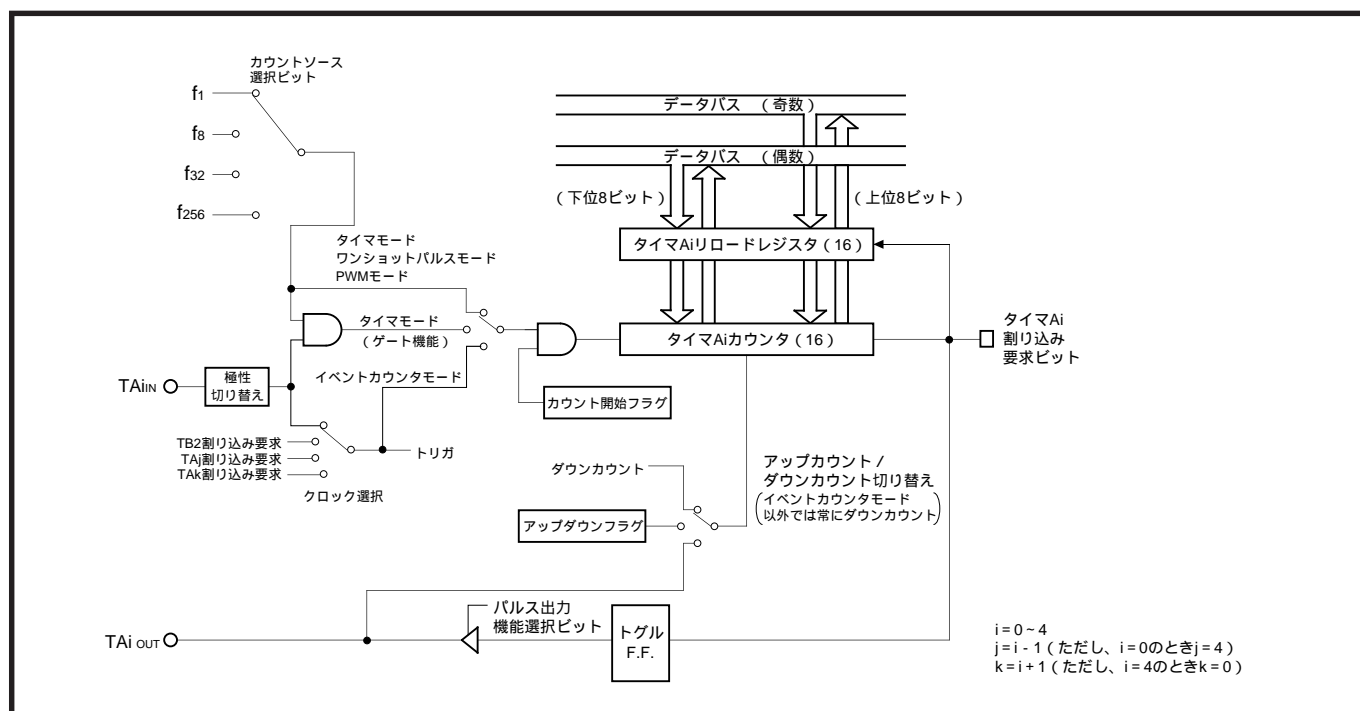 カウントソース
選択ビット
f1
f8
f32
f256
データバス （奇数）
データバス （偶数）
（下位8ビット）
（上位8ビット）
タイマAiリロードレジスタ（16）
タイマモード
ワンショットパルスモード
PWMモード
タイマモード
（ゲート機能）
タイマAiカウンタ（16）
タイマAi
割り込み
要求ビット
TAiIN
極性
切り替え
イベントカウンタモード
カウント開始フラグ
TB2割り込み要求
TAj割り込み要求
TAk割り込み要求
トリガ
クロック選択
ダウンカウント
アップカウント /
ダウンカウント切り替え
（イベントカウンタモード
以外では常にダウンカウント）
アップダウンフラグ
パルス出力
機能選択ビット
トグル
F.F.
TAi OUT
i = 0 ~ 4
j = i - 1（ただし、i = 0のときj = 4）
k = i + 1（ただし、i = 4のときk = 0）